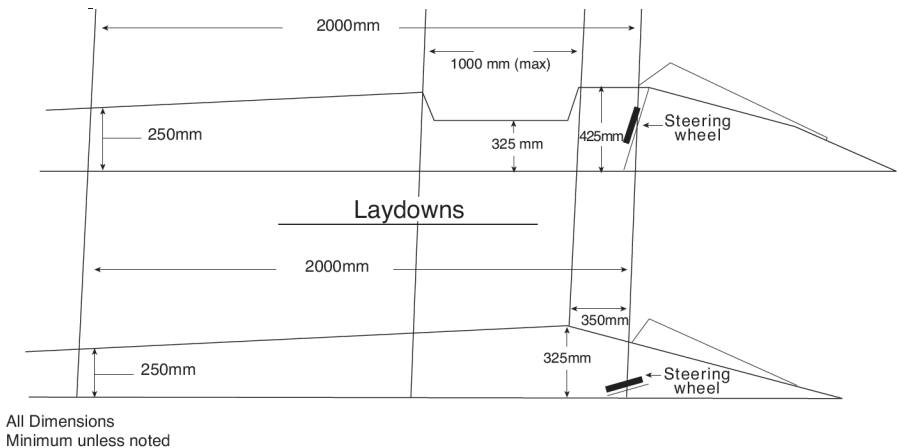 2000mm
1000 mm (max)
250mm
325 mm
425mm
Steering
wheel
Laydowns
2000mm
350mm
325mm
250mm
Steering
wheel
All Dimensions
Minimum unless noted